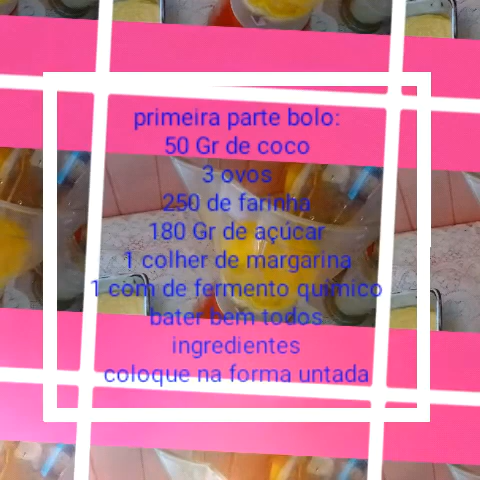 primeira parte bolo:
50 Gr de coco
3 ovos
250 de farinha
180 Gr de açúcar
1 colher de margarina
1 com de fermento químico
bater bem todos
ingredientes
coloque na forma untada